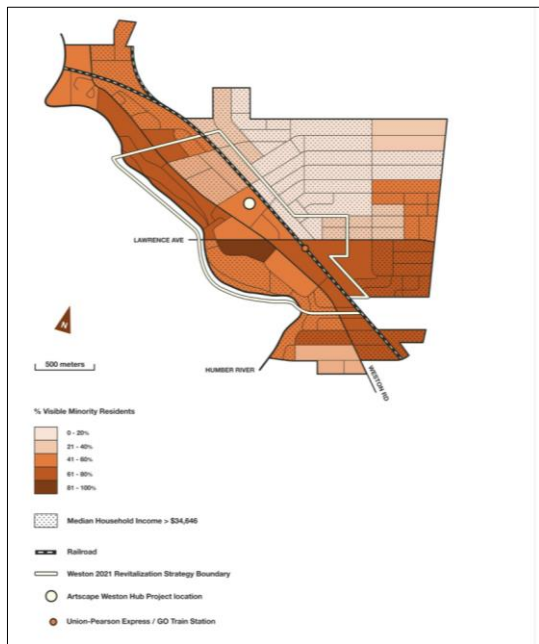 LAWRENCE AVE
N
500 meters
HUMBER RIVER
WESTON RD
% Visible Minority Residents
0 - 20%
21 - 40%
41 - 60%
61 - 80%
81 - 100%
Median Household Income > $34,646
Railroad
Weston 2021 Revitalization Strategy Boundary
Artscape Weston Hub Project location
Union-Pearson Express / GO Train Station